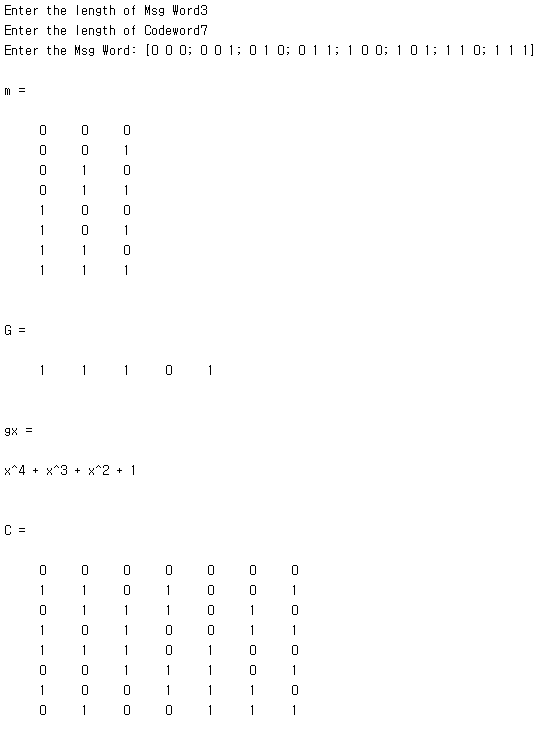 Enter the length of Msg Word3
Enter the length of Codeword7
Enter the Msg Word: [0 0 0; 0 0 1; 0 1 0; 0 1 1; 1 0 0; 1 0 1; 1 1 0; 1 1 1]
m =
0 0 0
0 0 1
0 1 0
0 1 1
1 0 0
1 0 1
1 1 0
1 1 1
G =
1 1 1 0 1
gx =
x^4 + x^3 + x^2 + 1
C =
0 0 0 0 0 0 0
1 1 0 1 0 0 1
0 1 1 1 0 1 0
1 0 1 0 0 1 1
1 1 1 0 1 0 0
0 0 1 1 1 0 1
1 0 0 1 1 1 0
0 1 0 0 1 1 1